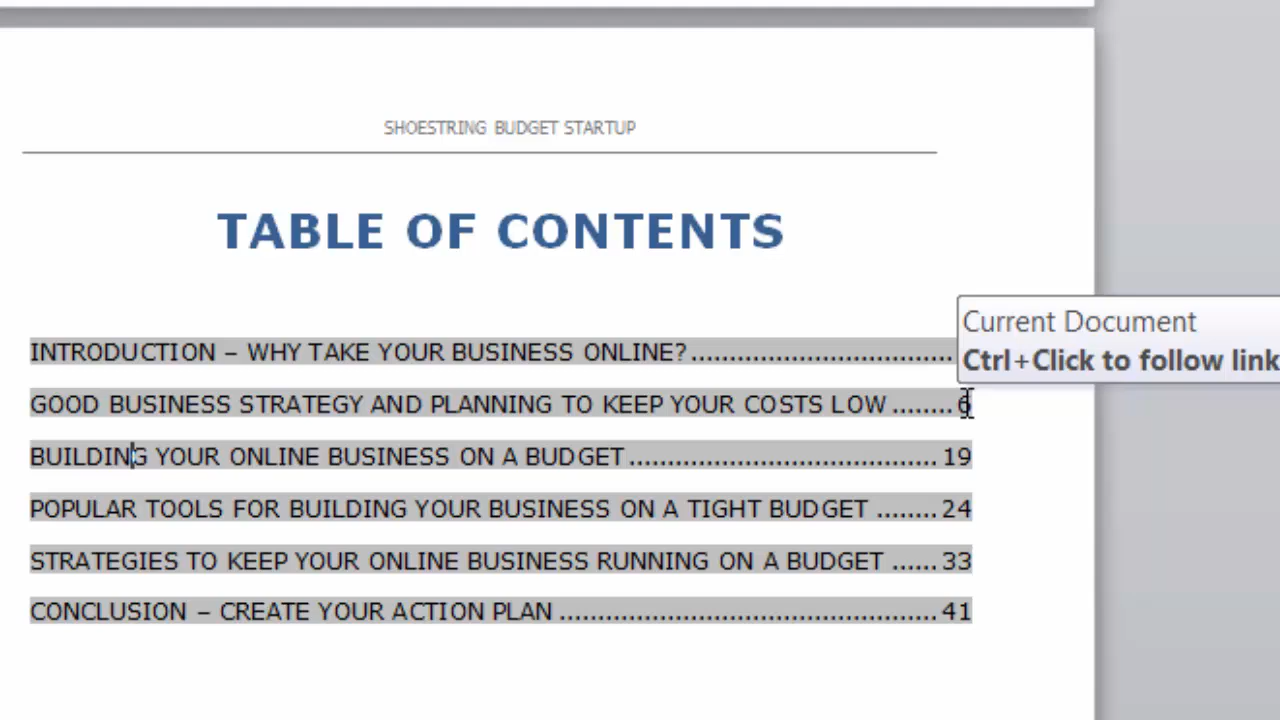 SHOESTRING BUDGET STARTUP
TABLE OF CONTENTS
Current Document
Ctrl+Click to follow link
INTRODUCTION – WHY TAKE YOUR BUSINESS ONLINE?..................................
GOOD BUSINESS STRATEGY AND PLANNING TO KEEP YOUR COSTS LOW ........ 6
BUILDING YOUR ONLINE BUSINESS ON A BUDGET ........................................ 19
POPULAR TOOLS FOR BUILDING YOUR BUSINESS ON A TIGHT BUDGET ........ 24
STRATEGIES TO KEEP YOUR ONLINE BUSINESS RUNNING ON A BUDGET ...... 33
CONCLUSION – CREATE YOUR ACTION PLAN ................................................. 41